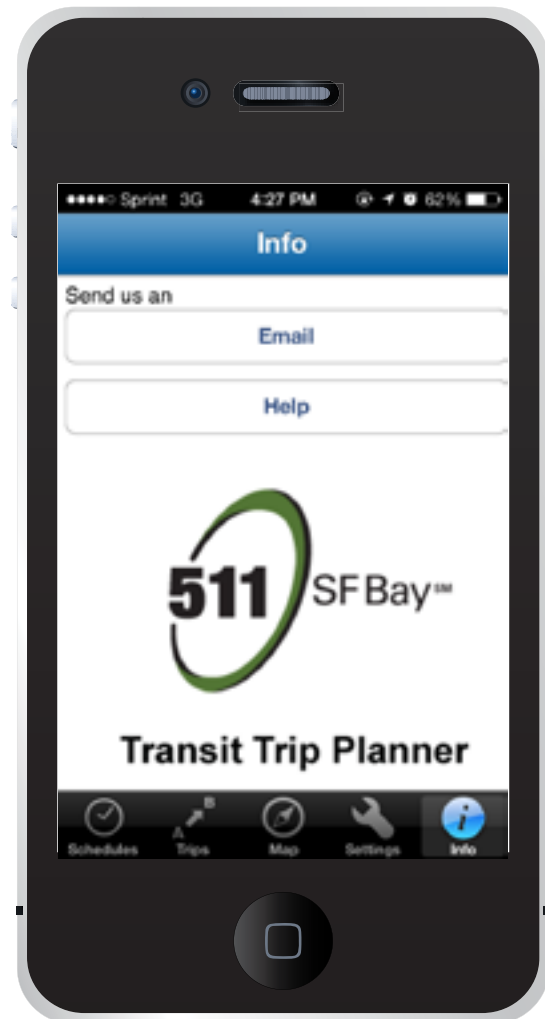 Sprint 3G 4:27 PM 62%
Info
Send us an
Email
Help
511 SF Bay℠
Transit Trip Planner
A B
Schedules Trips Map Settings Info